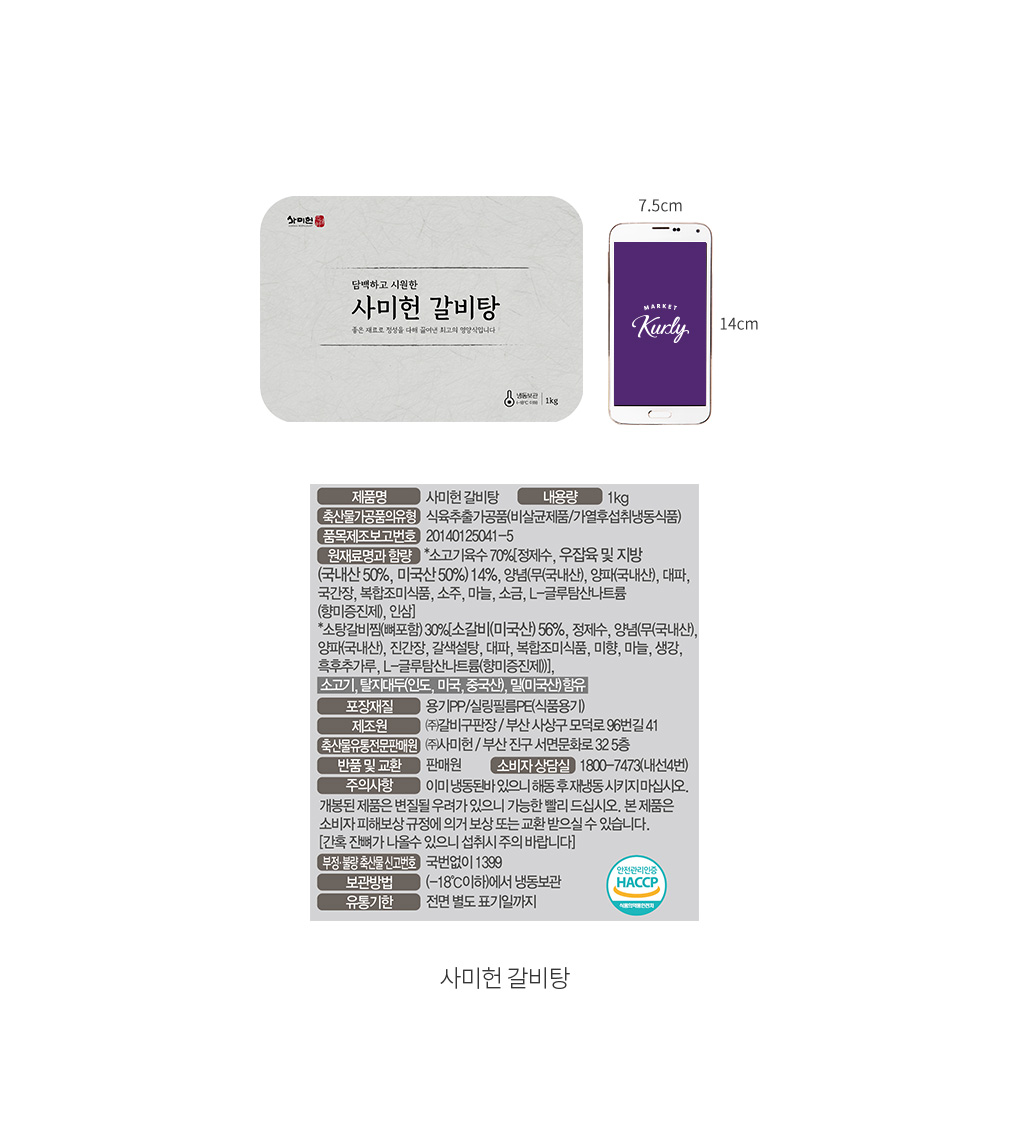 사미헌
담백하고 시원한
사미헌 갈비탕
좋은 재료로 정성을 다해 끓여낸 최고의 영양식입니다
냉동보관
-18℃ 이하
1kg
7.5cm
MARKET
Kurly
14cm
제품명 사미헌 갈비탕 내용량 1kg
축산물가공품의유형 식육추출가공품(비살균제품/가열후섭취냉동식품)
품목제조보고번호 20140125041-5
원재료명과 함량 *소고기육수 70%[정제수, 우잡육 및 지방
(국내산 50%, 미국산 50%) 14%, 양념(무(국내산), 양파(국내산), 대파,
국간장, 복합조미식품, 소주, 마늘, 소금, L-글루탐산나트륨
(향미증진제), 인삼]
*소탕갈비찜(뼈포함) 30%[소갈비(미국산) 56%, 정제수, 양념(무(국내산),
양파(국내산), 진간장, 갈색설탕, 대파, 복합조미식품, 미향, 마늘, 생강,
흑후추가루, L-글루탐산나트륨(향미증진제))],
소고기, 탈지대두(인도, 미국, 중국산), 밀(미국산) 함유
포장재질 용기PP/실링필름PE(식품용기)
제조원 ㈜갈비구판장 / 부산 사상구 모덕로 96번길 41
축산물유통전문판매원 ㈜사미헌 / 부산 진구 서면문화로 32 5층
반품 및 교환 판매원 소비자 상담실 1800-7473(내선4번)
주의사항 이미 냉동된바 있으니 해동 후 재냉동 시키지 마십시오.
개봉된 제품은 변질될 우려가 있으니 가능한 빨리 드십시오. 본 제품은
소비자 피해보상 규정에 의거 보상 또는 교환 받으실 수 있습니다.
[간혹 잔뼈가 나올수 있으니 섭취시 주의 바랍니다]
부정·불량 축산물 신고번호 국번없이 1399
보관방법 (-18℃이하)에서 냉동보관
유통기한 전면 별도 표기일까지
안전관리인증
HACCP
식품의약품안전처
사미헌 갈비탕